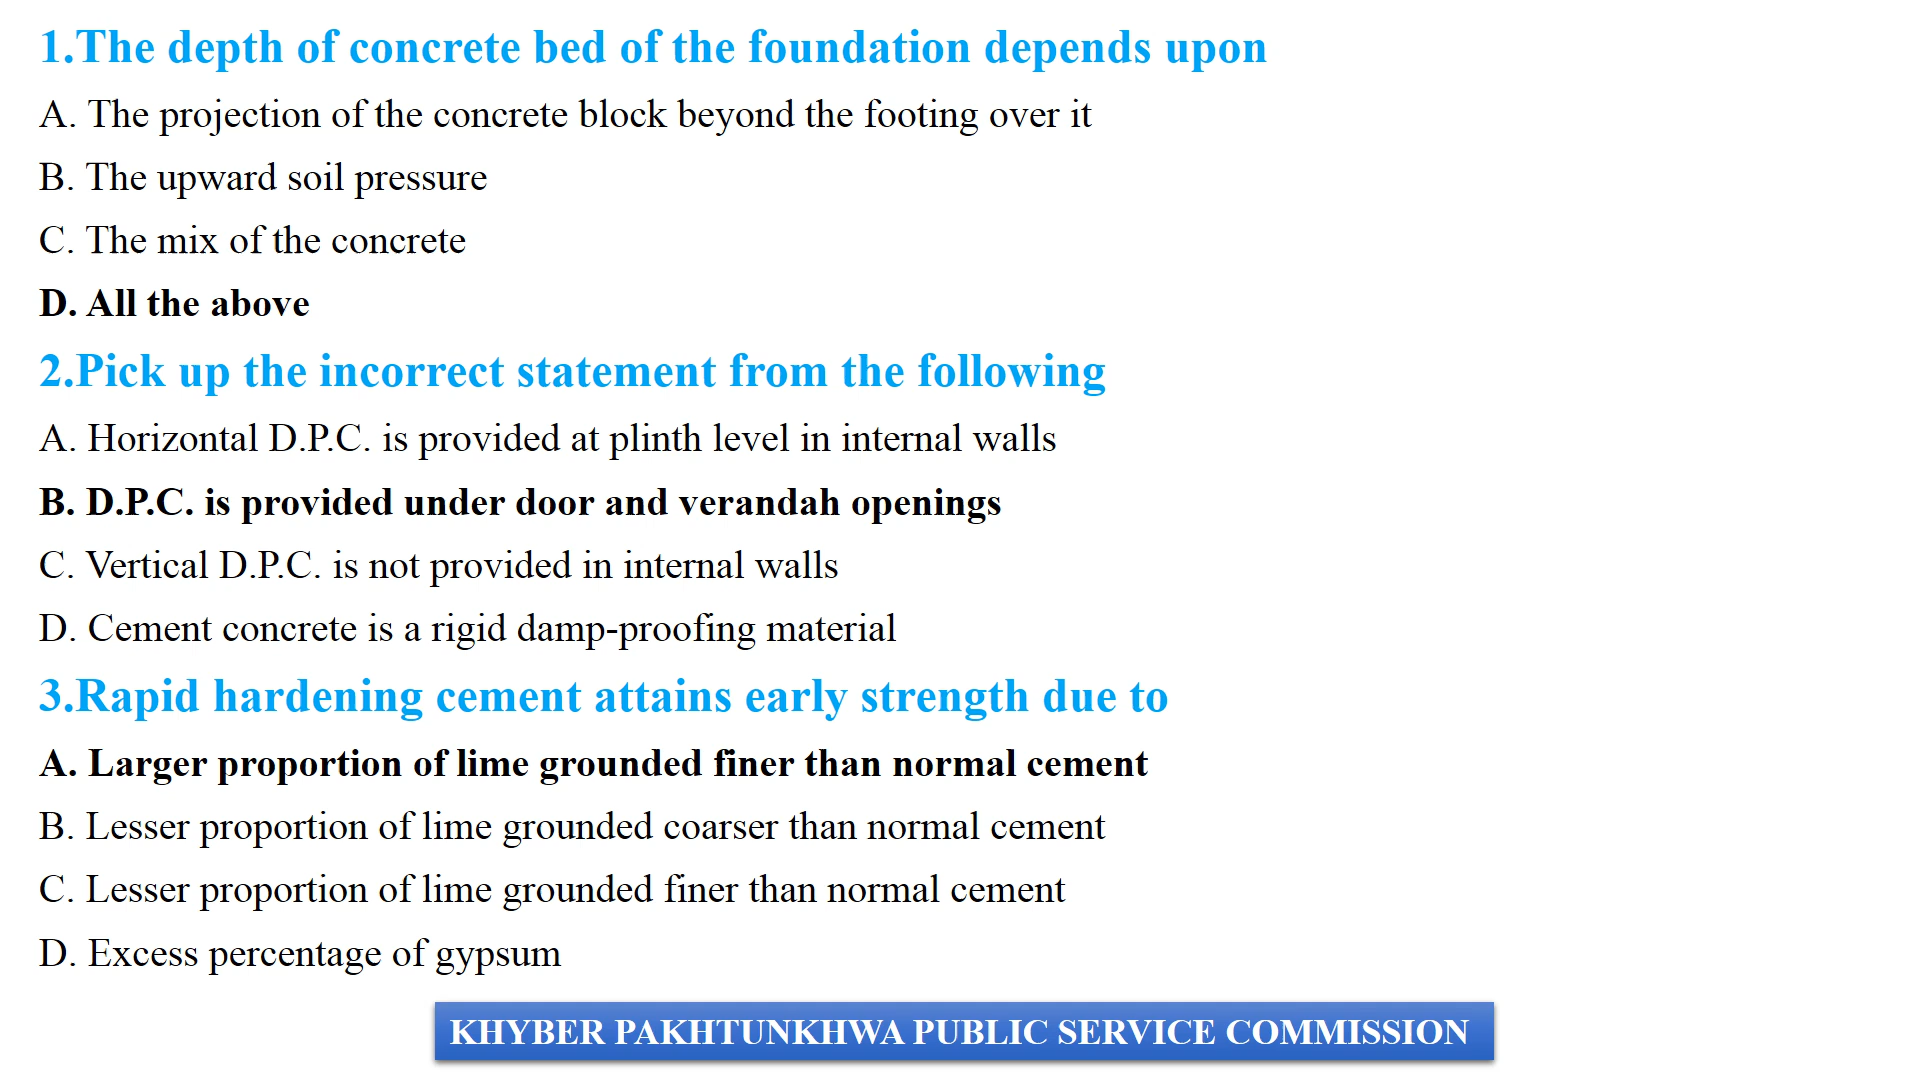 1.The depth of concrete bed of the foundation depends upon
A. The projection of the concrete block beyond the footing over it
B. The upward soil pressure
C. The mix of the concrete
D. All the above
2.Pick up the incorrect statement from the following
A. Horizontal D.P.C. is provided at plinth level in internal walls
B. D.P.C. is provided under door and verandah openings
C. Vertical D.P.C. is not provided in internal walls
D. Cement concrete is a rigid damp-proofing material
3.Rapid hardening cement attains early strength due to
A. Larger proportion of lime grounded finer than normal cement
B. Lesser proportion of lime grounded coarser than normal cement
C. Lesser proportion of lime grounded finer than normal cement
D. Excess percentage of gypsum
KHYBER PAKHTUNKHWA PUBLIC SERVICE COMMISSION